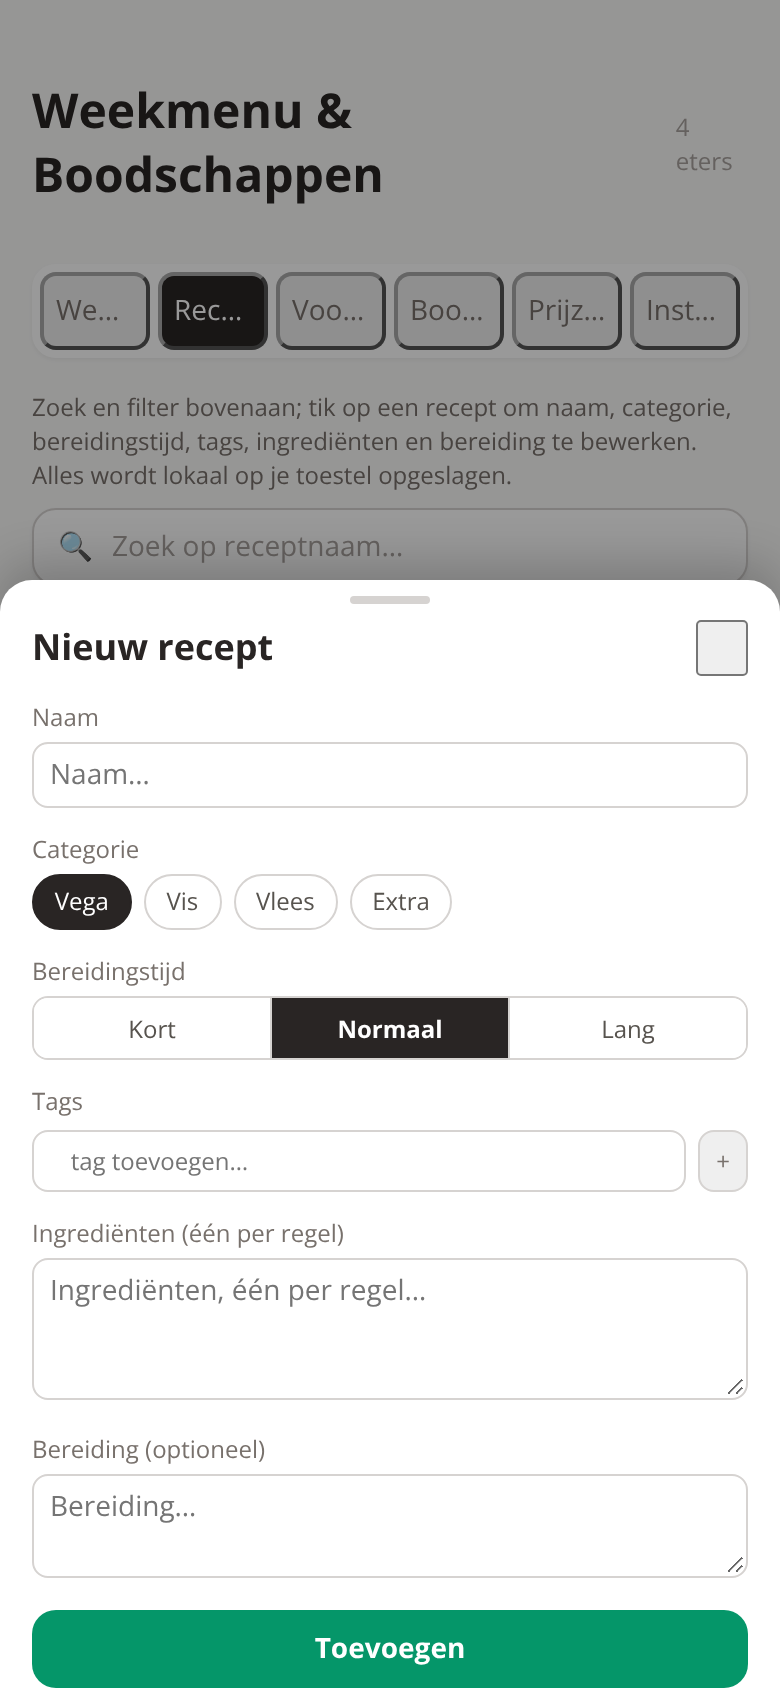 Weekmenu &
Boodschappen
4
eters
We...
Rec...
Voo...
Boo...
Prijz...
Inst...
Zoek en filter bovenaan; tik op een recept om naam, categorie,
bereidingstijd, tags, ingrediënten en bereiding te bewerken.
Alles wordt lokaal op je toestel opgeslagen.
🔍 Zoek op receptnaam...
Nieuw recept
Naam
Naam...
Categorie
Vega
Vis
Vlees
Extra
Bereidingstijd
Kort
Normaal
Lang
Tags
tag toevoegen...
+
Ingrediënten (één per regel)
Ingrediënten, één per regel...
Bereiding (optioneel)
Bereiding...
Toevoegen